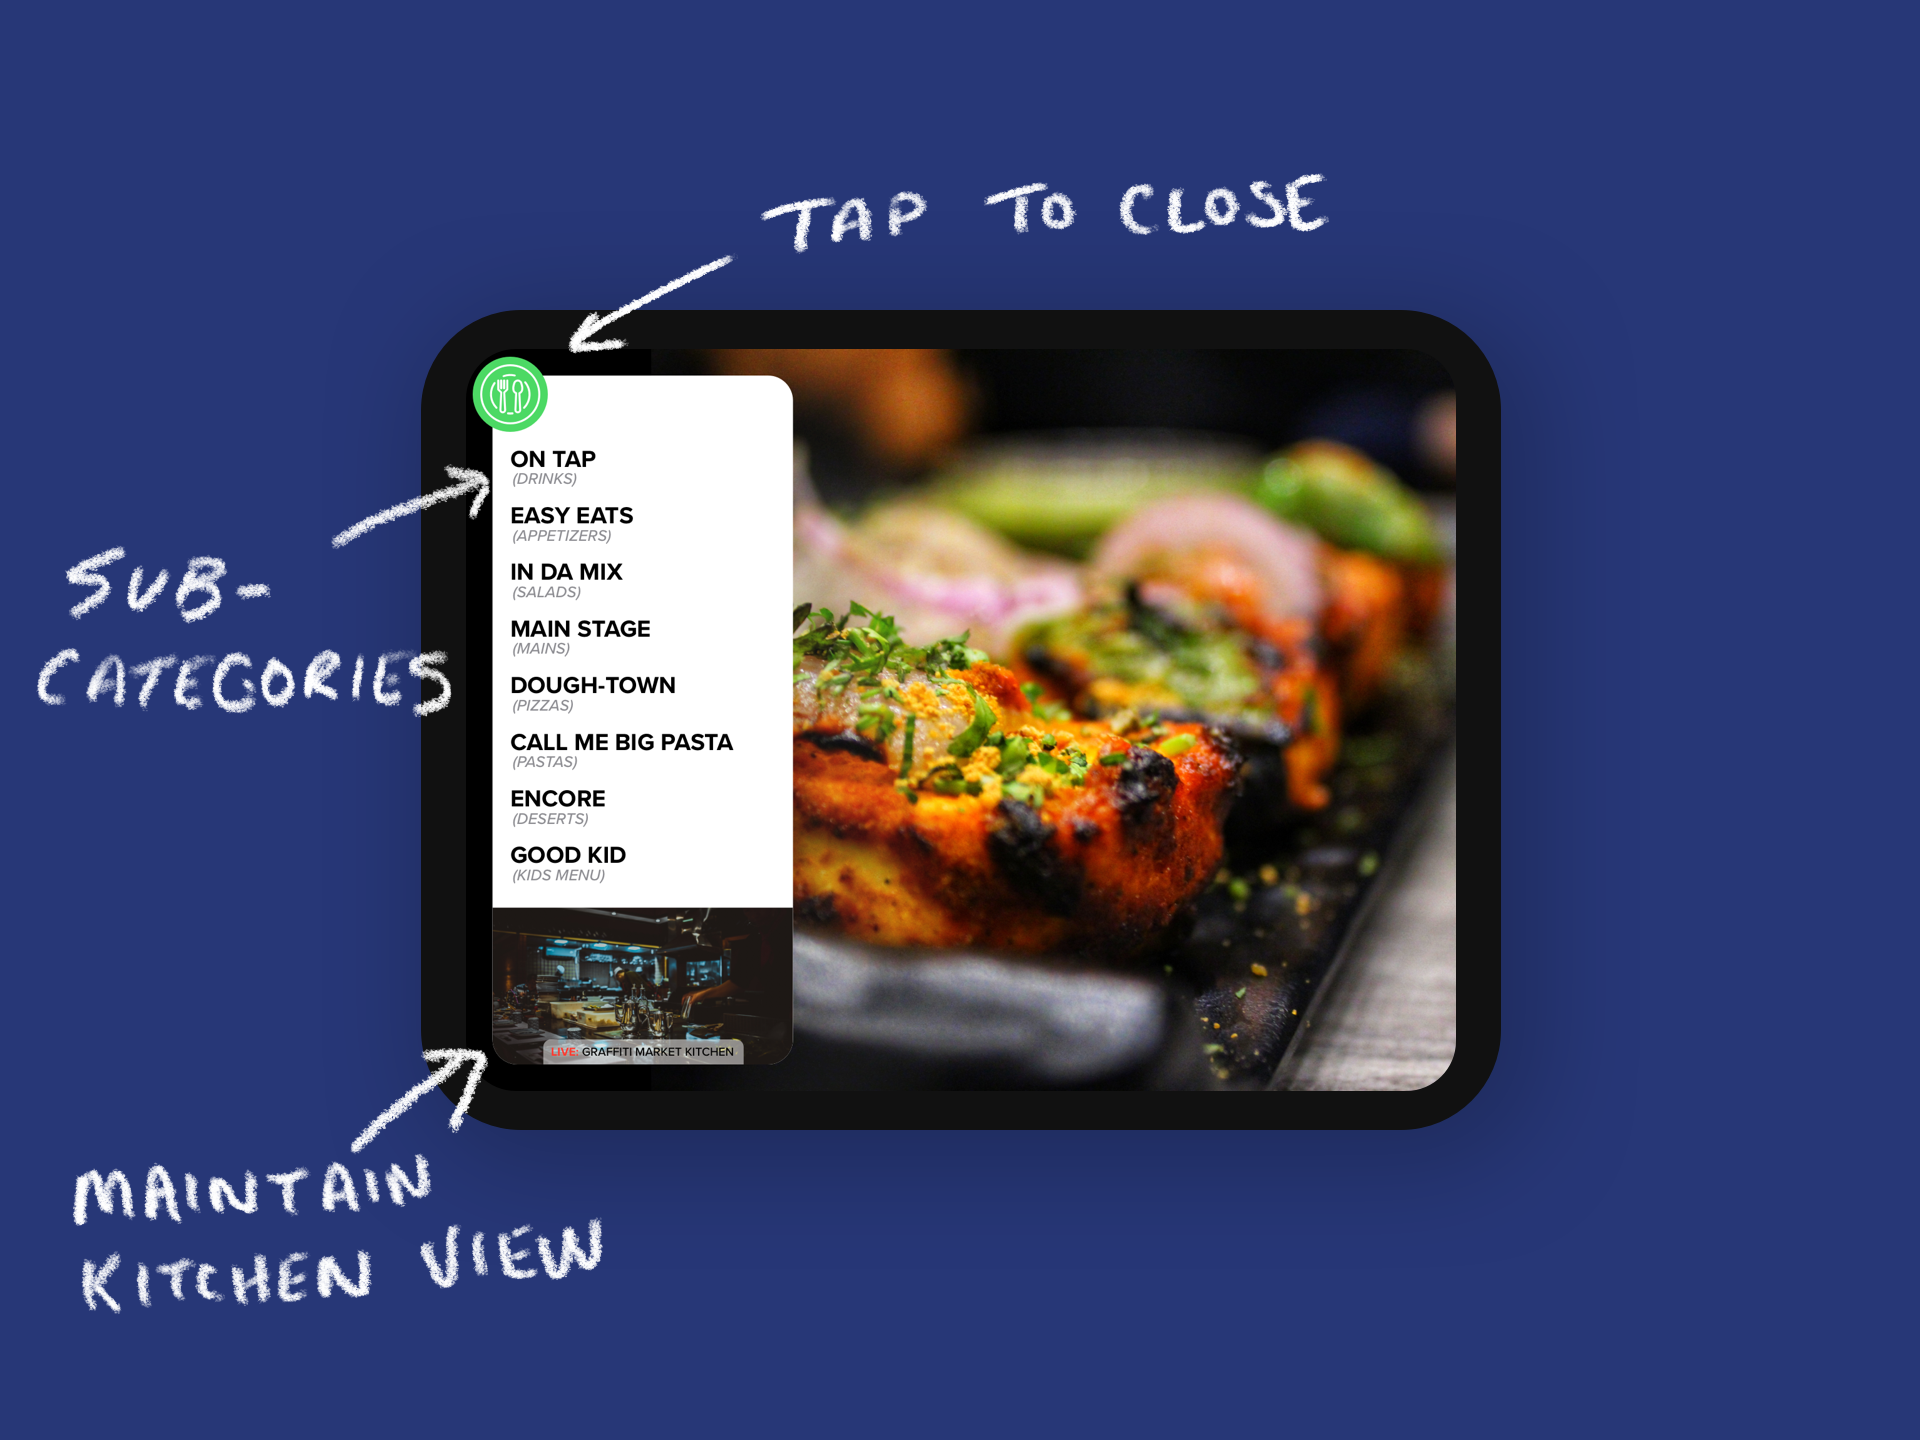 TAP TO CLOSE
ON TAP
(DRINKS)
EASY EATS
(APPETIZERS)
IN DA MIX
(SALADS)
MAIN STAGE
(MAINS)
DOUGH-TOWN
(PIZZAS)
CALL ME BIG PASTA
(PASTAS)
ENCORE
(DESERTS)
GOOD KID
(KIDS MENU)
LIVE: GRAFFITI MARKET KITCHEN
SUB-
CATEGORIES
MAINTAIN
KITCHEN VIEW